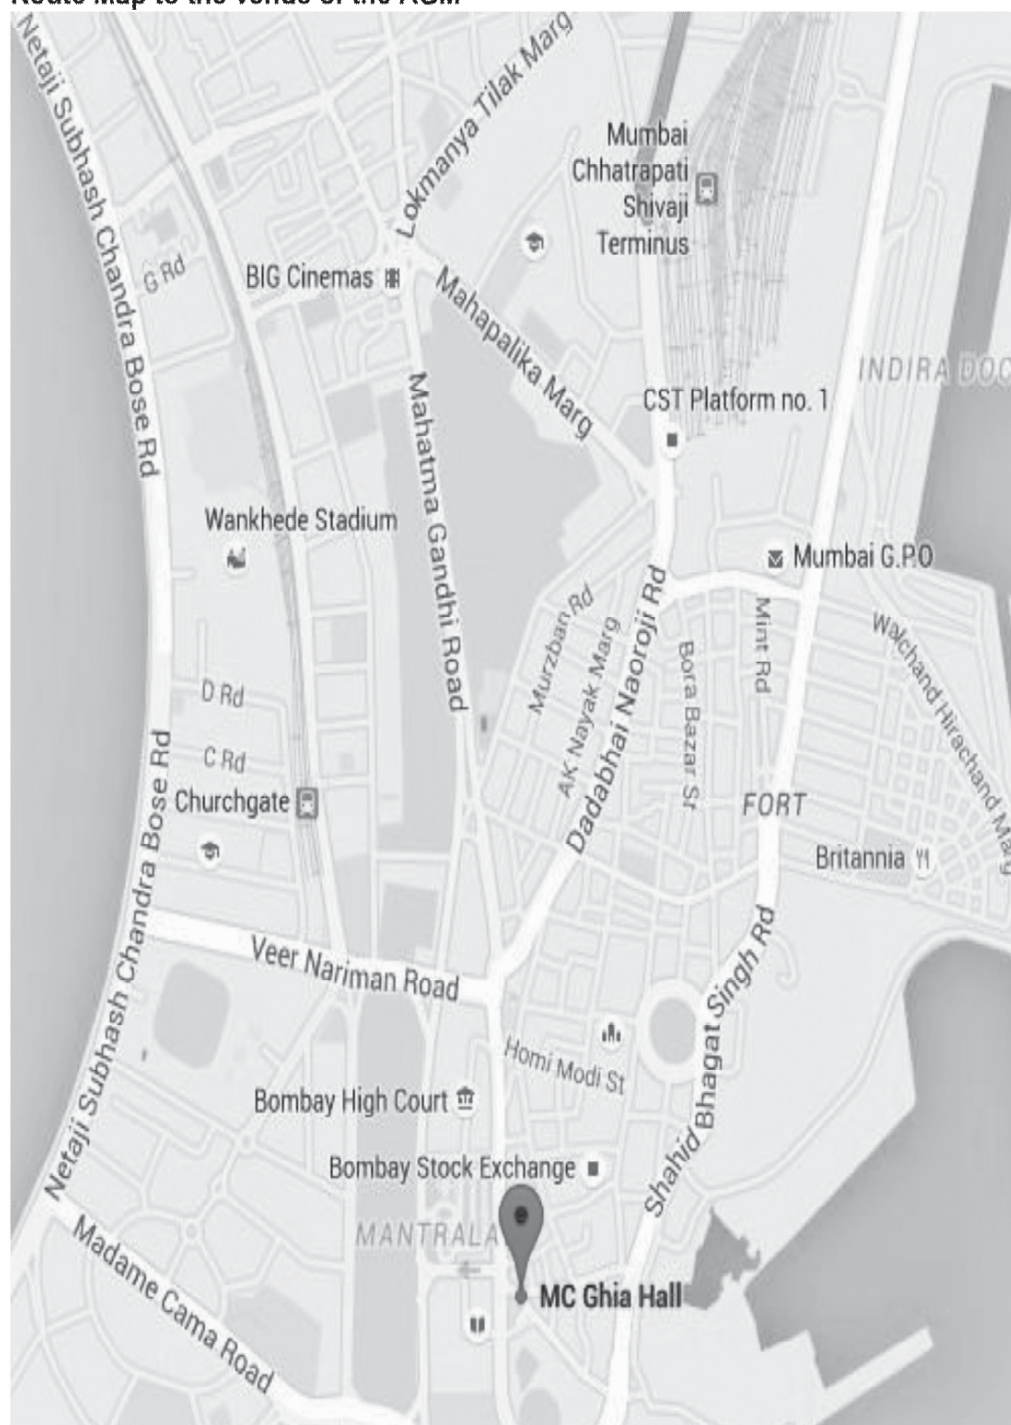 Route Map to the venue of the AGM
Netaji Subhash Chandra Bose Rd
Lokmanya Tilak Marg
Mumbai
Chhatrapati
Shivaji
Terminus
G Rd
BIG Cinemas
Mahapalika Marg
INDIRA DOC
CST Platform no. 1
Mahatma Gandhi Road
Wankhede Stadium
Mumbai G.P.O
Murzban Rd
AK Nayak Marg
Dadabhai Naoroji Rd
Bora Bazar St
Mint Rd
Walchand Hirachand Marg
D Rd
C Rd
Churchgate
FORT
Britannia
Netaji Subhash Chandra Bose Rd
Veer Nariman Road
Shahid Bhagat Singh Rd
Homi Modi St
Bombay High Court
Bombay Stock Exchange
MANTRALA
MC Ghia Hall
Madame Cama Road